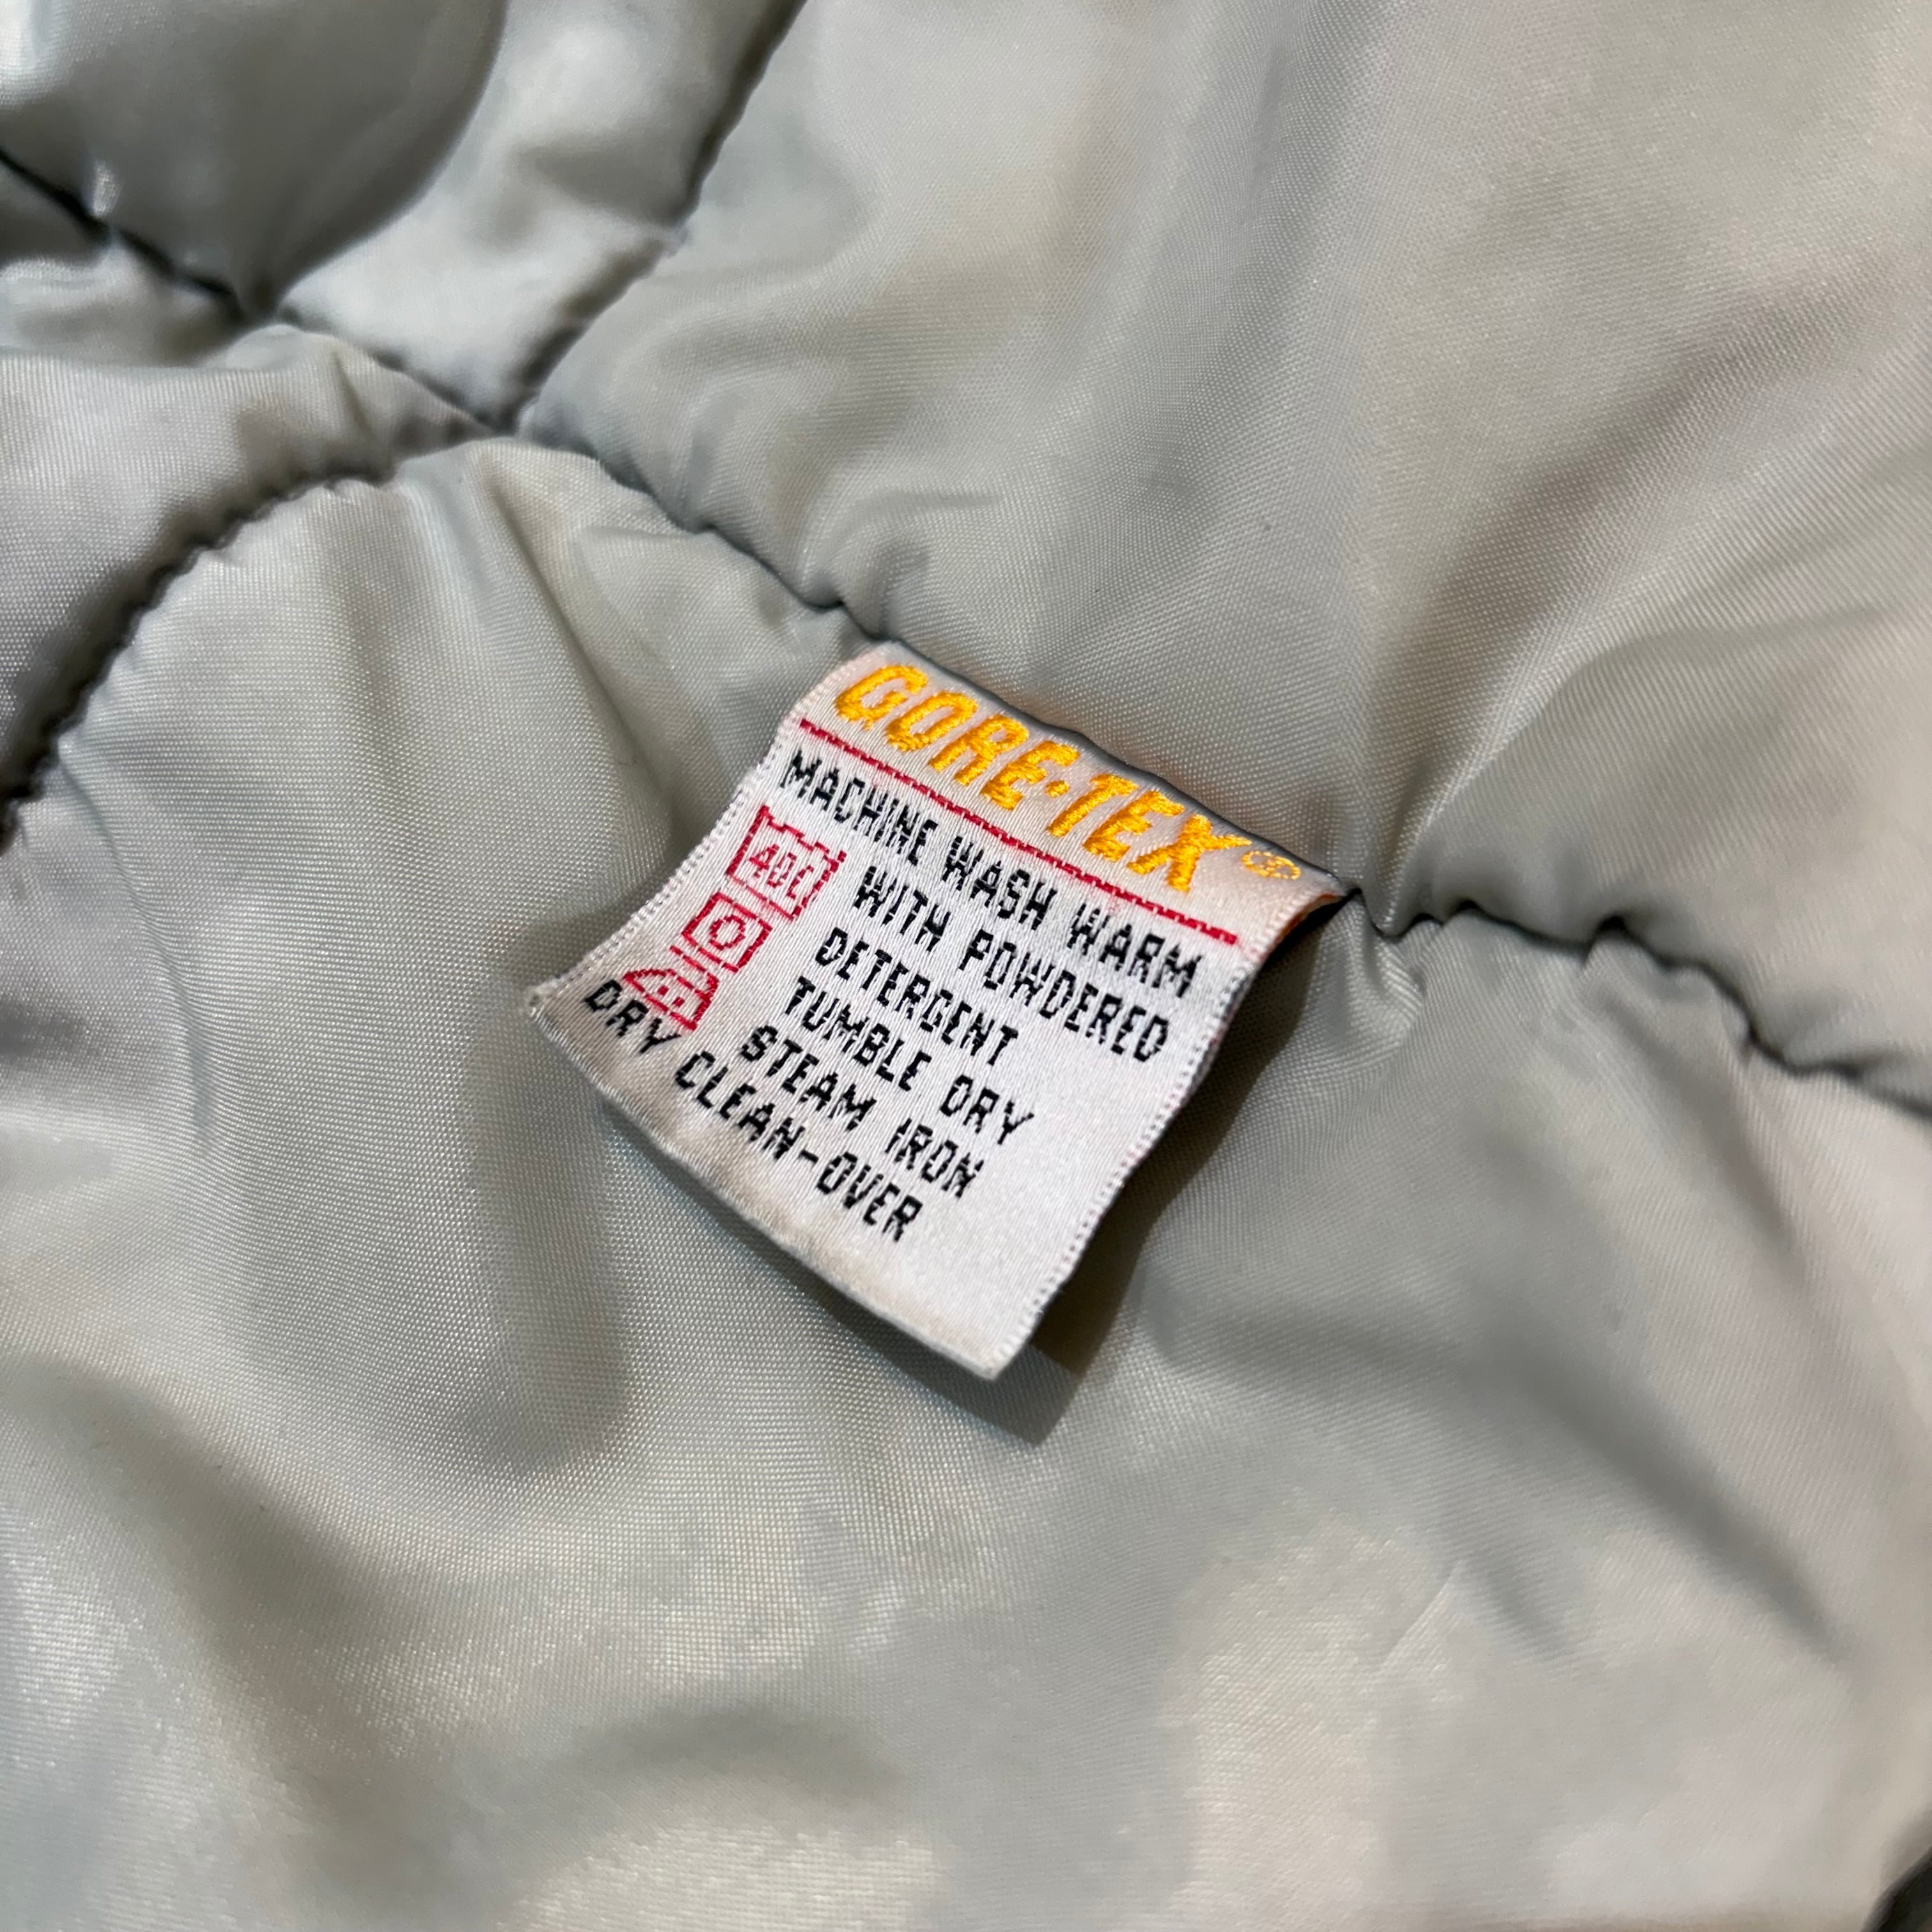 GORE-TEX®
MACHINE WASH WARM
40C WITH POWDERED
DETERGENT
TUMBLE DRY
STEAM IRON
DRY CLEAN-OVER